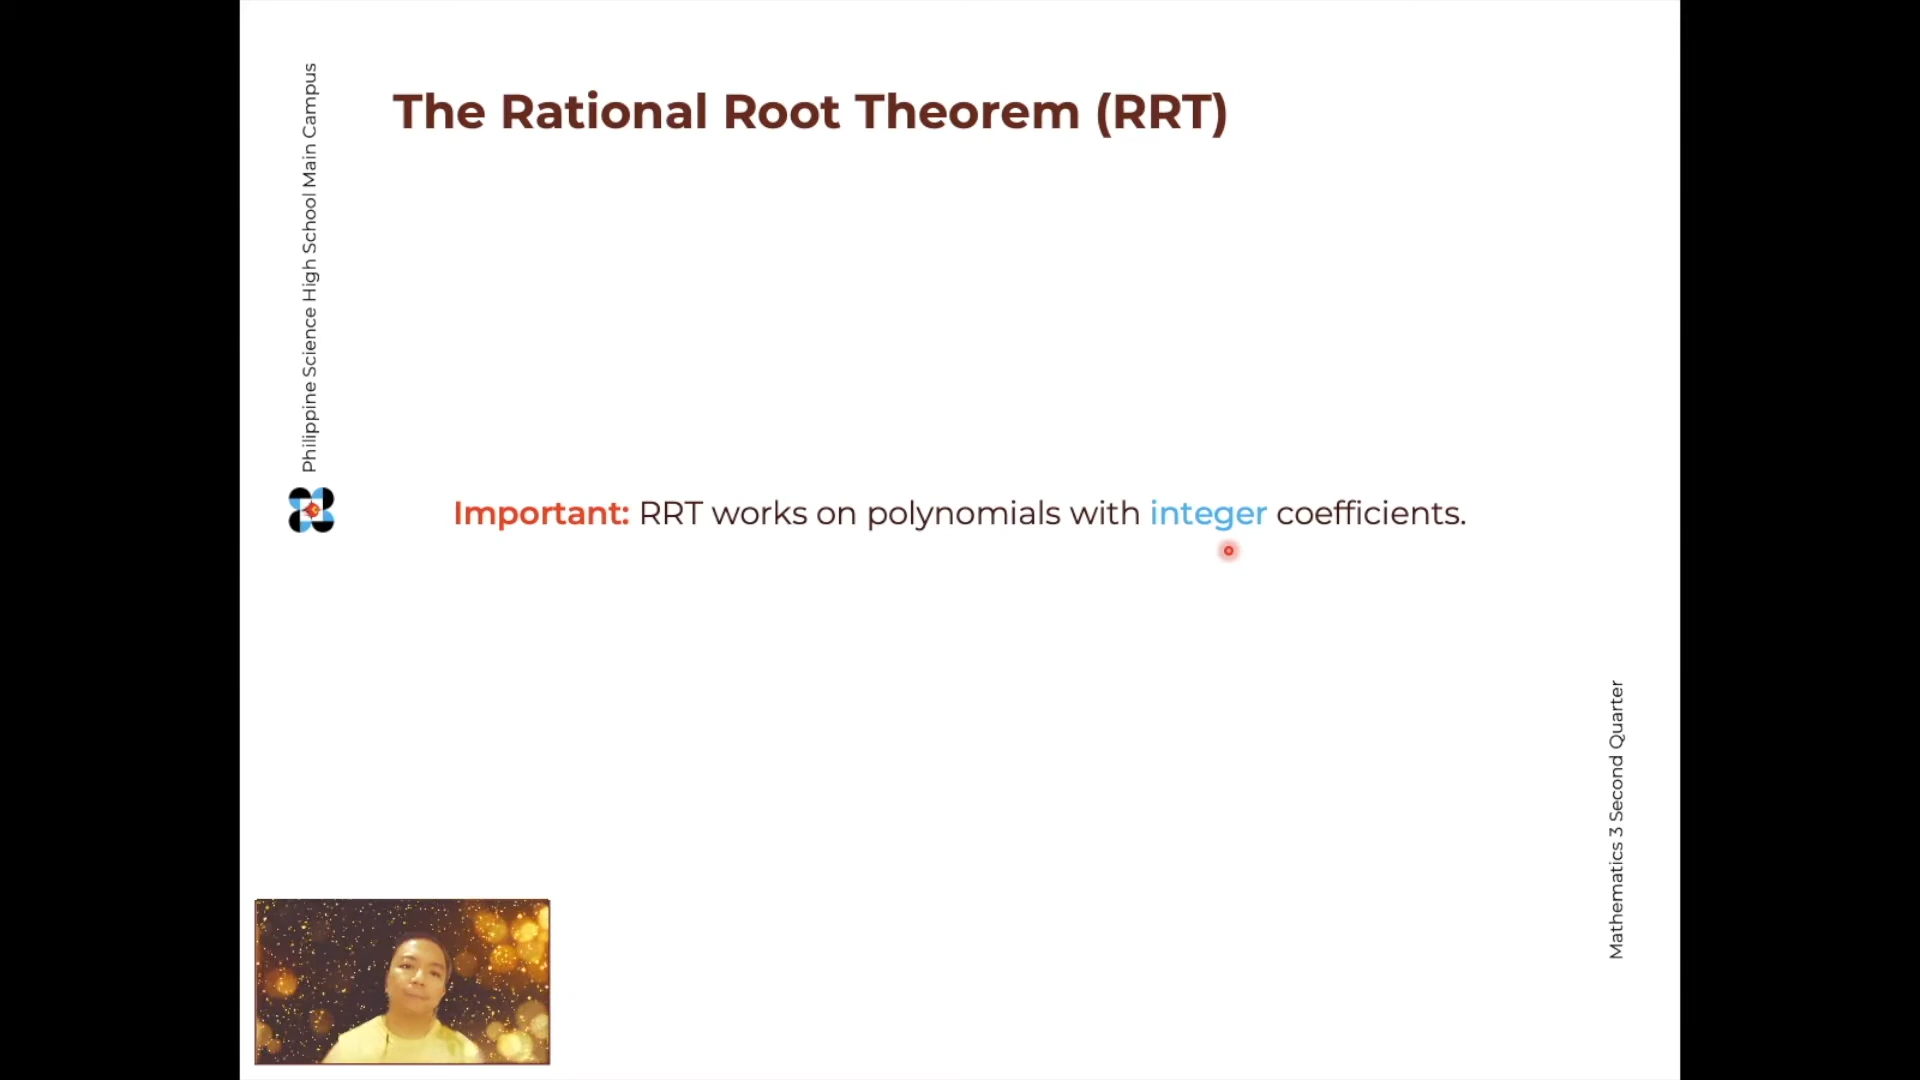 The Rational Root Theorem (RRT)
Philippine Science High School Main Campus
Important: RRT works on polynomials with integer coefficients.
Mathematics 3 Second Quarter